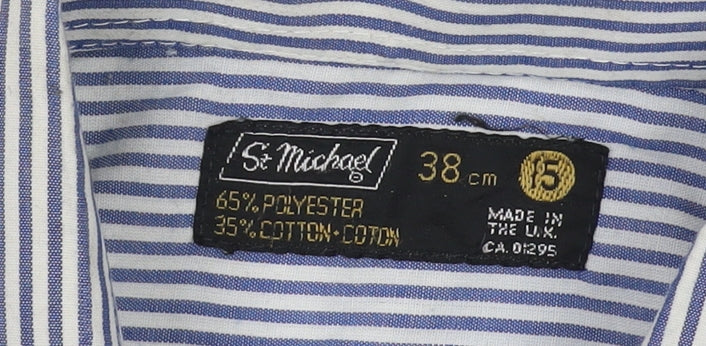 St Michael ®
38 cm 15
65% POLYESTER
35% COTTON·COTON
MADE IN
THE U.K.
CA. 01295